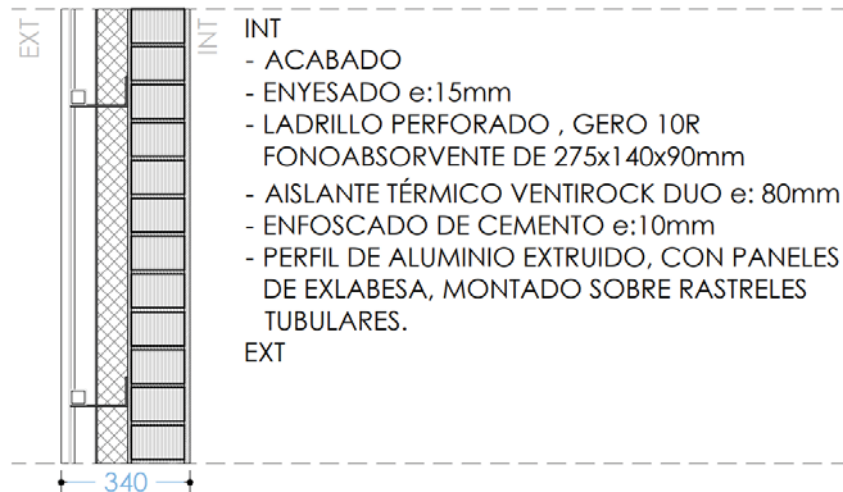 EXT
INT
INT
- ACABADO
- ENYESADO e:15mm
- LADRILLO PERFORADO , GERO 10R
FONOABSORVENTE DE 275x140x90mm
- AISLANTE TÉRMICO VENTIROCK DUO e: 80mm
- ENFOSCADO DE CEMENTO e:10mm
- PERFIL DE ALUMINIO EXTRUIDO, CON PANELES
DE EXLABESA, MONTADO SOBRE RASTRELES
TUBULARES.
EXT
340